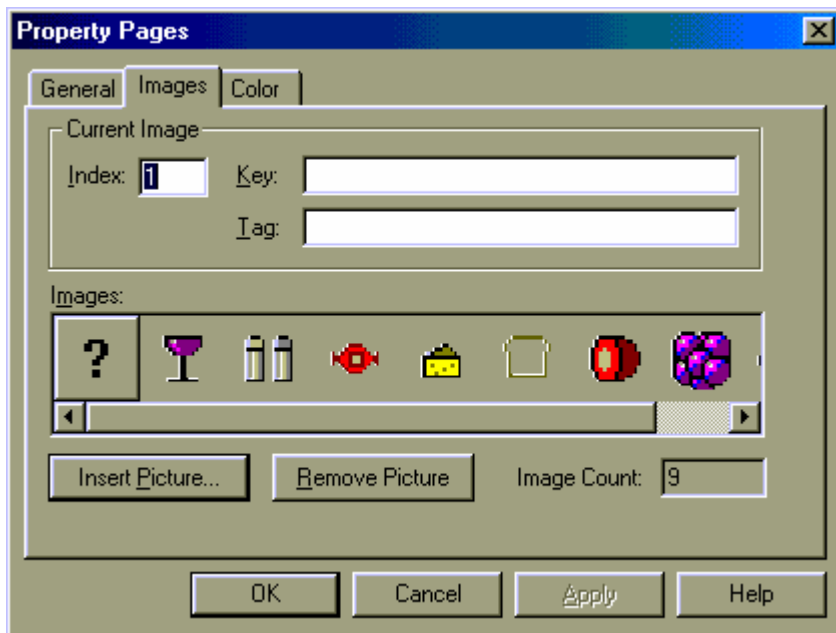 Property Pages
General Images Color
Current Image
Index: 1 Key:
Tag:
Images:
?
Insert Picture... Remove Picture Image Count: 9
OK Cancel Apply Help